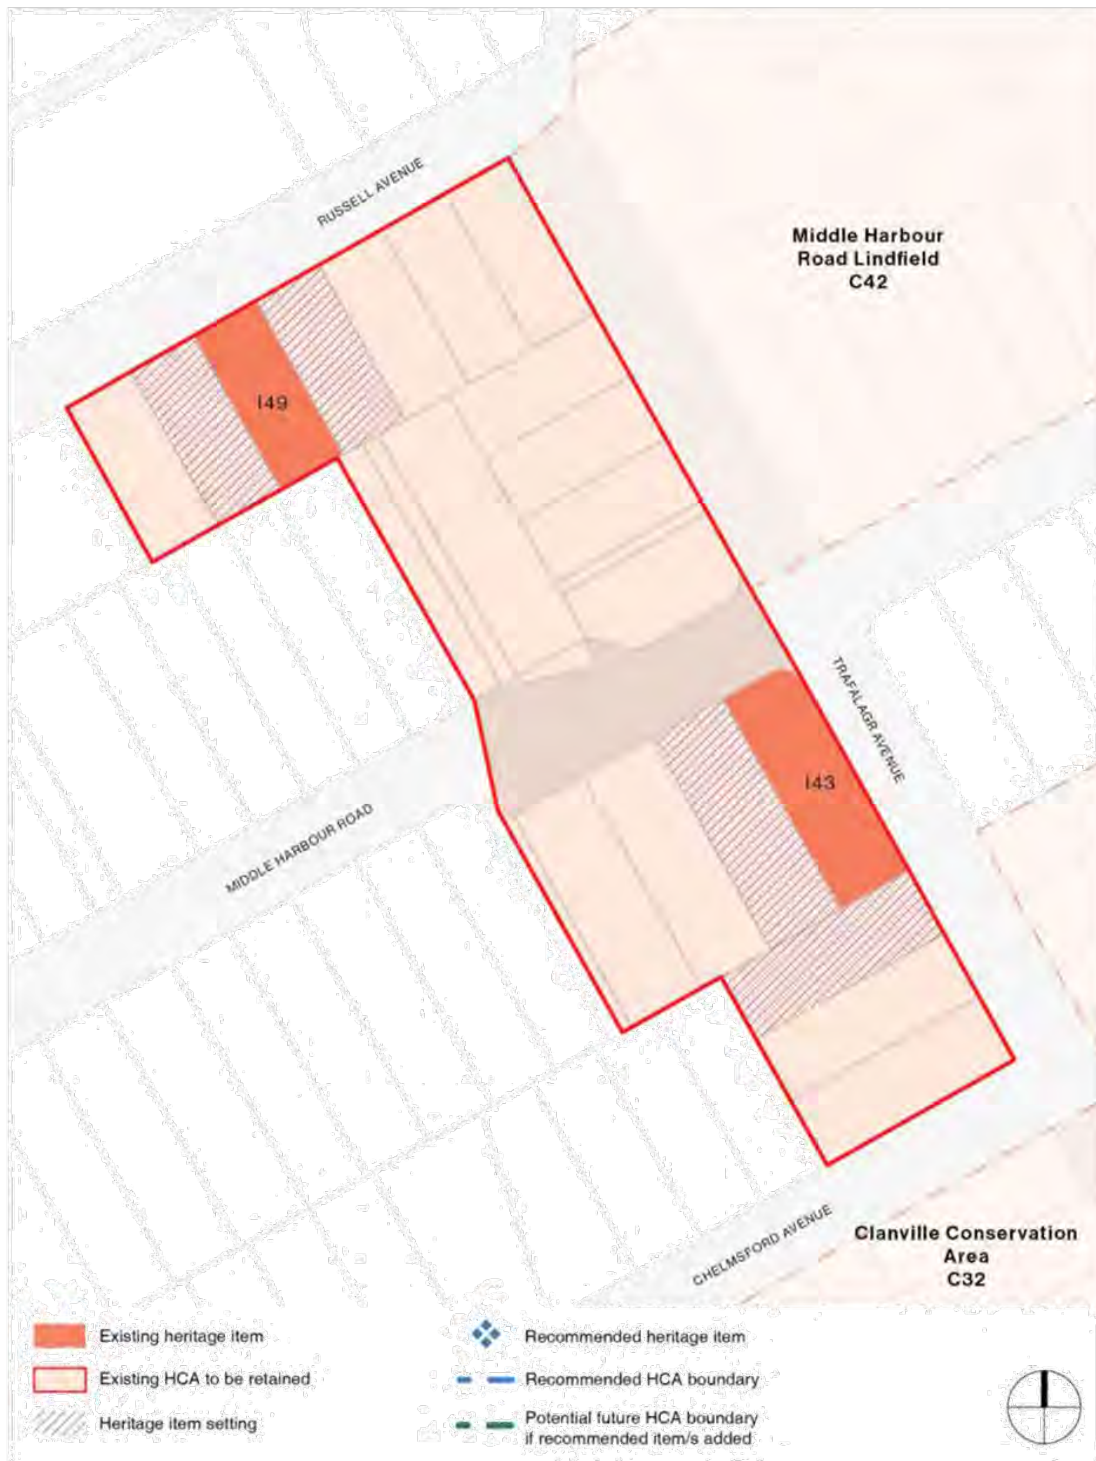 RUSSELL AVENUE
Middle Harbour
Road Lindfield
C42
I49
TRAFALAGR AVENUE
I43
MIDDLE HARBOUR ROAD
CHELMSFORD AVENUE
Clanville Conservation
Area
C32
Existing heritage item
Existing HCA to be retained
Heritage item setting
Recommended heritage item
Recommended HCA boundary
Potential future HCA boundary
if recommended item/s added